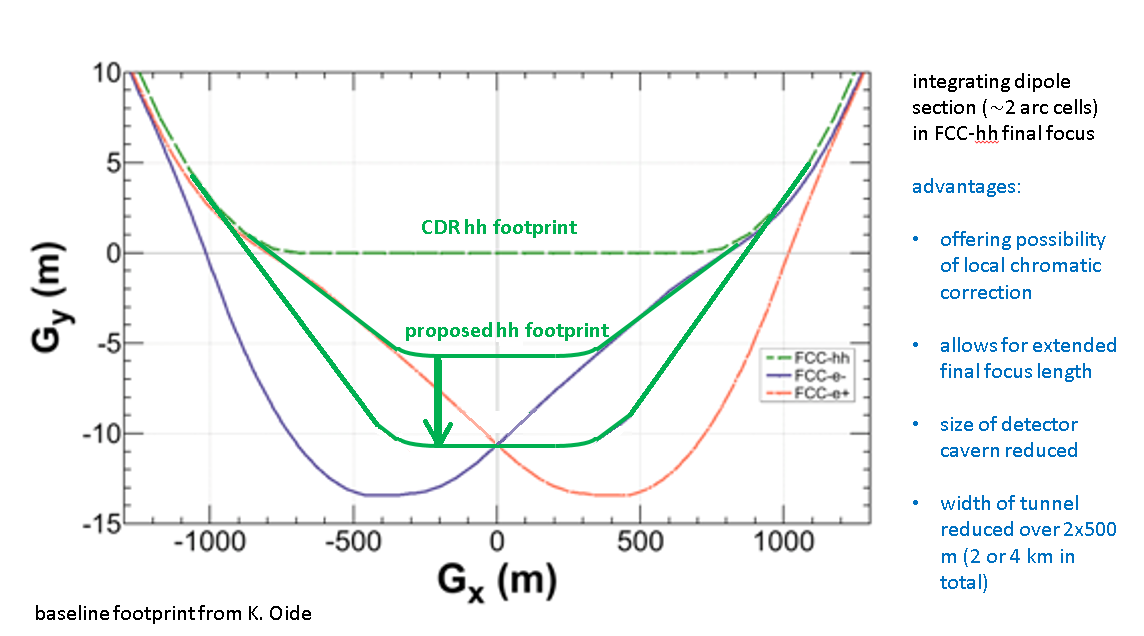 integrating dipole
section (~2 arc cells)
in FCC-hh final focus
advantages:
• offering possibility
of local chromatic
correction
• allows for extended
final focus length
• size of detector
cavern reduced
• width of tunnel
reduced over 2x500
m (2 or 4 km in
total)
10
5
0
-5
-10
-15
Gy (m)
CDR hh footprint
proposed hh footprint
FCC-hh
FCC-e-
FCC-e+
-1000
-500
0
500
1000
Gx (m)
baseline footprint from K. Oide